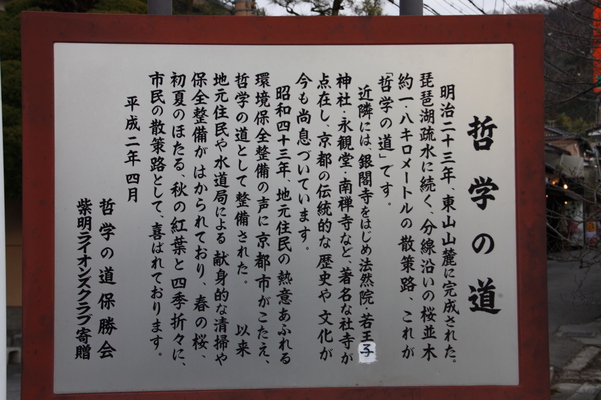 哲学の道
明治二十三年、東山山麓に完成された。
琵琶湖疏水に続く、分線沿いの桜並木
約一・八キロメートルの散策路、これが
「哲学の道」です。
近隣には、銀閣寺をはじめ法然院・若王子
神社・永観堂・南禅寺など、著名な社寺が
点在し、京都の伝統的な歴史や文化が
今も尚息づいています。
昭和四十三年、地元住民の熱意あふれる
環境保全整備の声に京都市がこたえ、
哲学の道として整備された。以来
地元住民や水道局による献身的な清掃や
保全整備がはかられており、春の桜、
初夏のほたる、秋の紅葉と四季折々に、
市民の散策路として、喜ばれております。
平成二年四月
哲学の道保勝会
紫明ライオンズクラブ寄贈